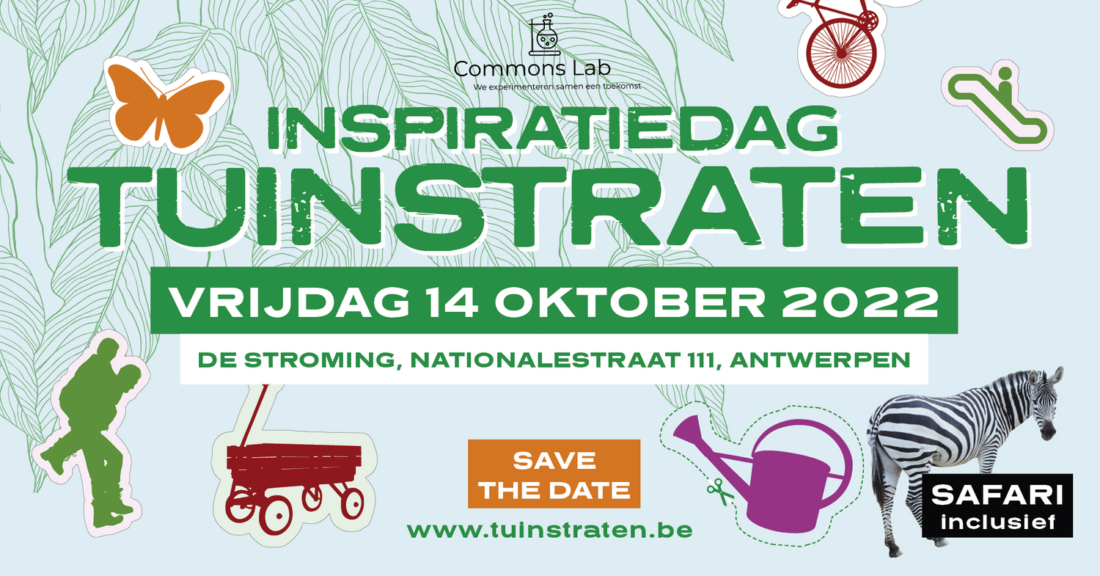 Commons Lab
We experimenteren samen een toekomst
INSPIRATIEDAG
TUINSTRATEN
VRIJDAG 14 OKTOBER 2022
DE STROMING, NATIONALESTRAAT 111, ANTWERPEN
SAVE
THE DATE
www.tuinstraten.be
SAFARI
inclusief